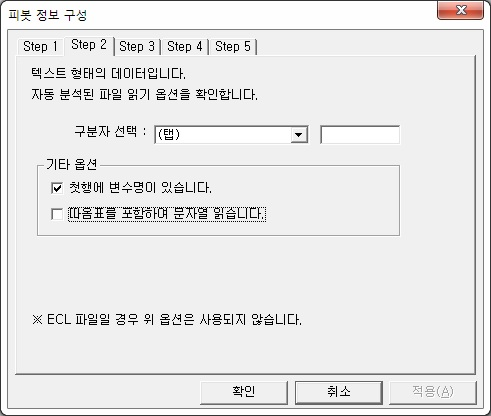 피봇 정보 구성
Step 1 Step 2 Step 3 Step 4 Step 5
텍스트 형태의 데이터입니다.
자동 분석된 파일 읽기 옵션을 확인합니다.
구분자 선택 : (탭)
기타 옵션
첫행에 변수명이 있습니다.
따옴표를 포함하여 문자열 읽습니다.
※ ECL 파일일 경우 위 옵션은 사용되지 않습니다.
확인 취소 적용(A)